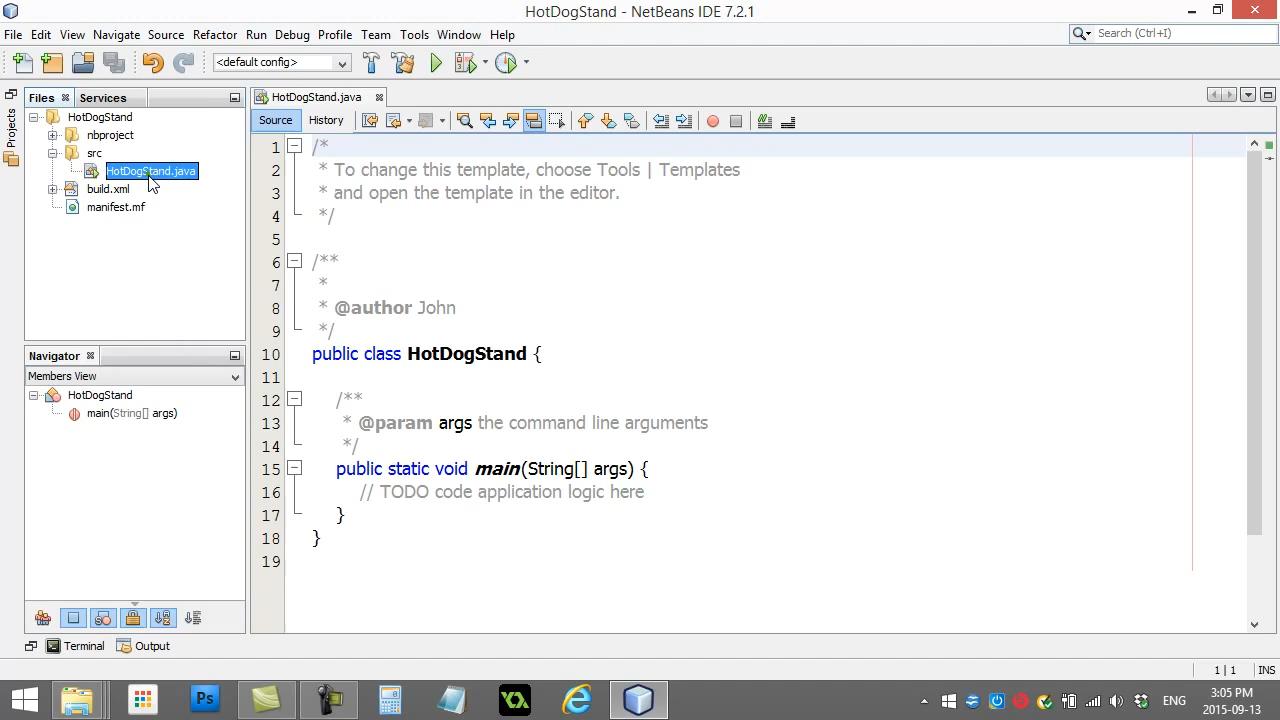 HotDogStand - NetBeans IDE 7.2.1
File Edit View Navigate Source Refactor Run Debug Profile Team Tools Window Help
Search (Ctrl+I)
<default config>
Projects
Files Services
HotDogStand
nbproject
src
HotDogStand.java
build.xml
manifest.mf
Navigator
Members View
HotDogStand
main(String[] args)
HotDogStand.java
Source History
1 /*
2 * To change this template, choose Tools | Templates
3 * and open the template in the editor.
4 */
5
6 /**
7 *
8 * @author John
9 */
10 public class HotDogStand {
11
12 /**
13 * @param args the command line arguments
14 */
15 public static void main(String[] args) {
16 // TODO code application logic here
17 }
18 }
19
Terminal Output
1 | 1 INS
Ps
ENG
3:05 PM
2015-09-13